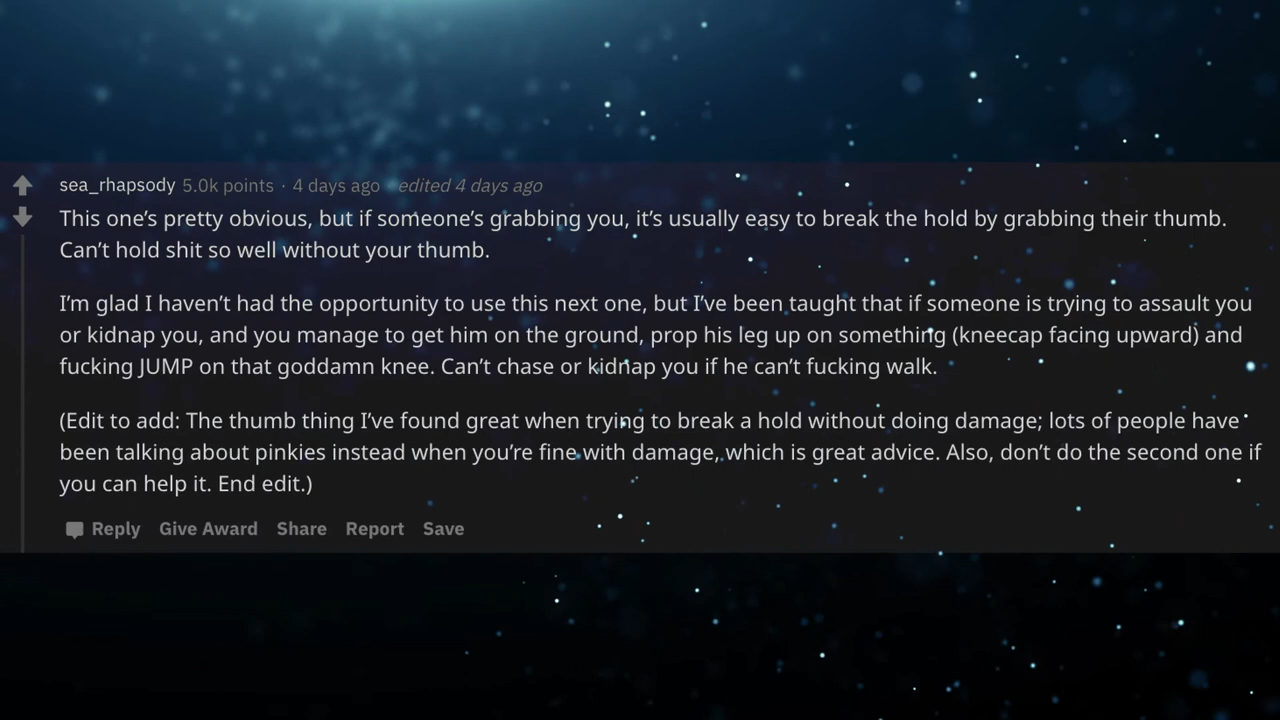 sea_rhapsody 5.0k points · 4 days ago edited 4 days ago
This one’s pretty obvious, but if someone’s grabbing you, it’s usually easy to break the hold by grabbing their thumb.
Can’t hold shit so well without your thumb.
I’m glad I haven’t had the opportunity to use this next one, but I’ve been taught that if someone is trying to assault you
or kidnap you, and you manage to get him on the ground, prop his leg up on something (kneecap facing upward) and
fucking JUMP on that goddamn knee. Can’t chase or kidnap you if he can’t fucking walk.
(Edit to add: The thumb thing I’ve found great when trying to break a hold without doing damage; lots of people have
been talking about pinkies instead when you’re fine with damage, which is great advice. Also, don’t do the second one if
you can help it. End edit.)
Reply Give Award Share Report Save